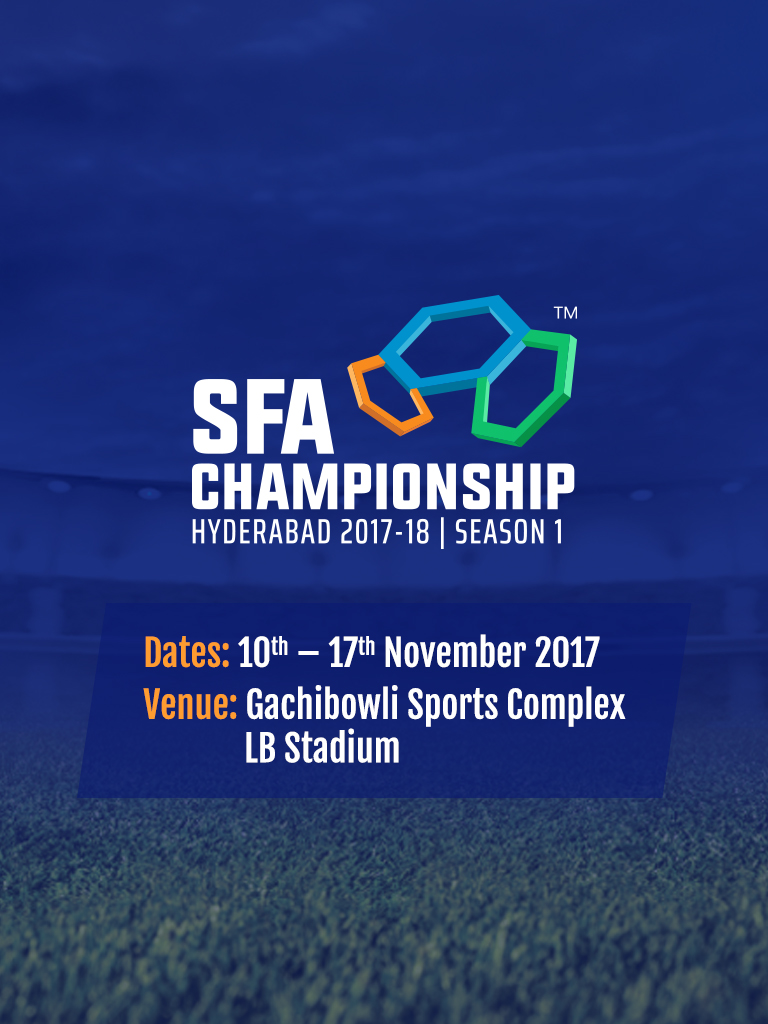 TM
SFA
CHAMPIONSHIP
HYDERABAD 2017-18 | SEASON 1
Dates: 10th – 17th November 2017
Venue: Gachibowli Sports Complex
LB Stadium